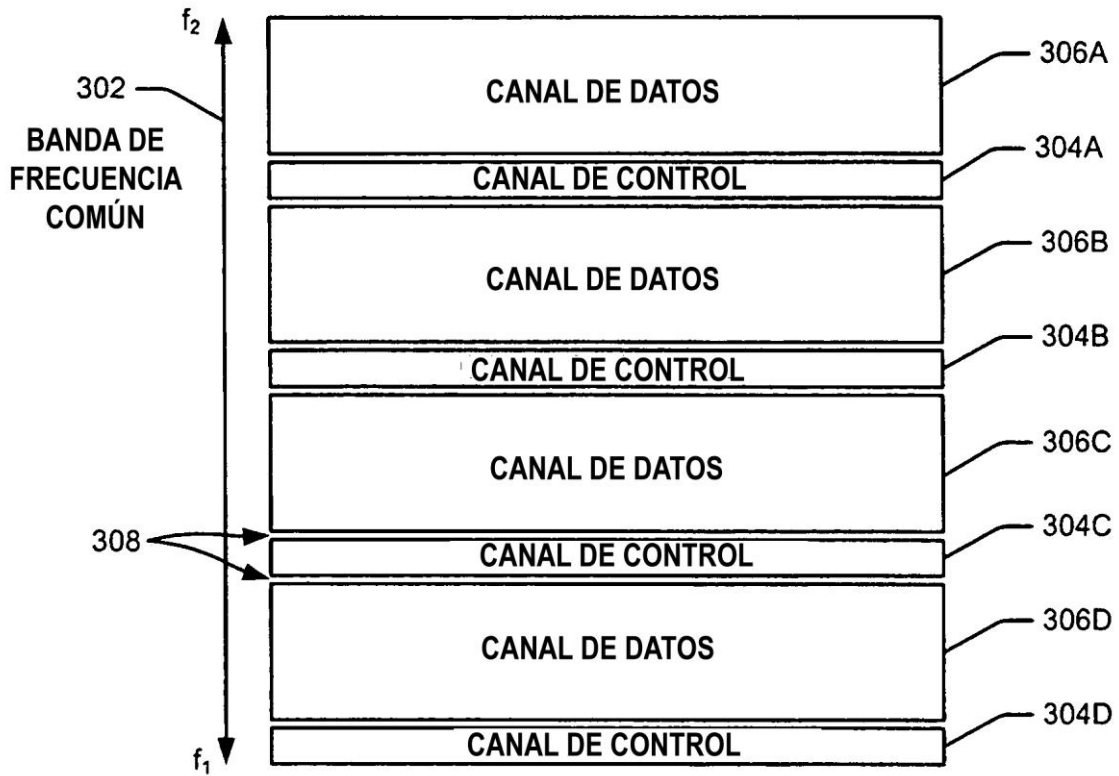 f₂
306A
302
CANAL DE DATOS
BANDA DE
FRECUENCIA
COMÚN
304A
CANAL DE CONTROL
306B
CANAL DE DATOS
304B
CANAL DE CONTROL
306C
CANAL DE DATOS
308
304C
CANAL DE CONTROL
306D
CANAL DE DATOS
304D
CANAL DE CONTROL
f₁